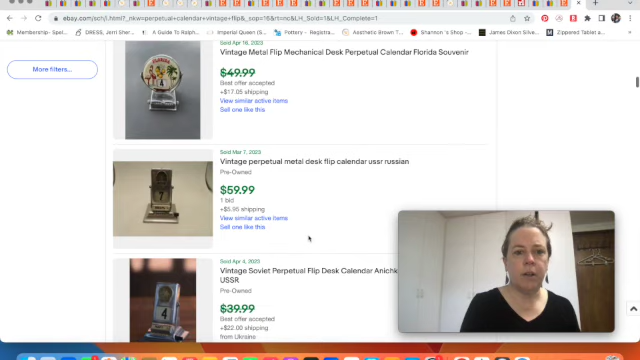 ebay.com/sch/i.html?_nkw=perpetual+calendar+vintage+flip&_sop=16&rt=nc&LH_Sold=1&LH_Complete=1
Membership- Spel...
DRESS, Jerri Sher...
A Guide To Ralph...
Imperial Queen (S...
Pottery - Registra...
Aesthetic Brown T...
Shannon 's Shop -...
James Dixon Silver...
Zippered Tablet a...
More filters...
Sold Apr 16, 2023
Vintage Metal Flip Mechanical Desk Perpetual Calendar Florida Souvenir
$49.99
Best offer accepted
+$17.05 shipping
View similar active items
Sell one like this
Sold Mar 7, 2023
Vintage perpetual metal desk flip calendar ussr russian
Pre-Owned
$59.99
1 bid
+$5.95 shipping
View similar active items
Sell one like this
Sold Apr 4, 2023
Vintage Soviet Perpetual Flip Desk Calendar Anichk
USSR
Pre-Owned
$39.99
Best offer accepted
+$22.00 shipping
from Ukraine